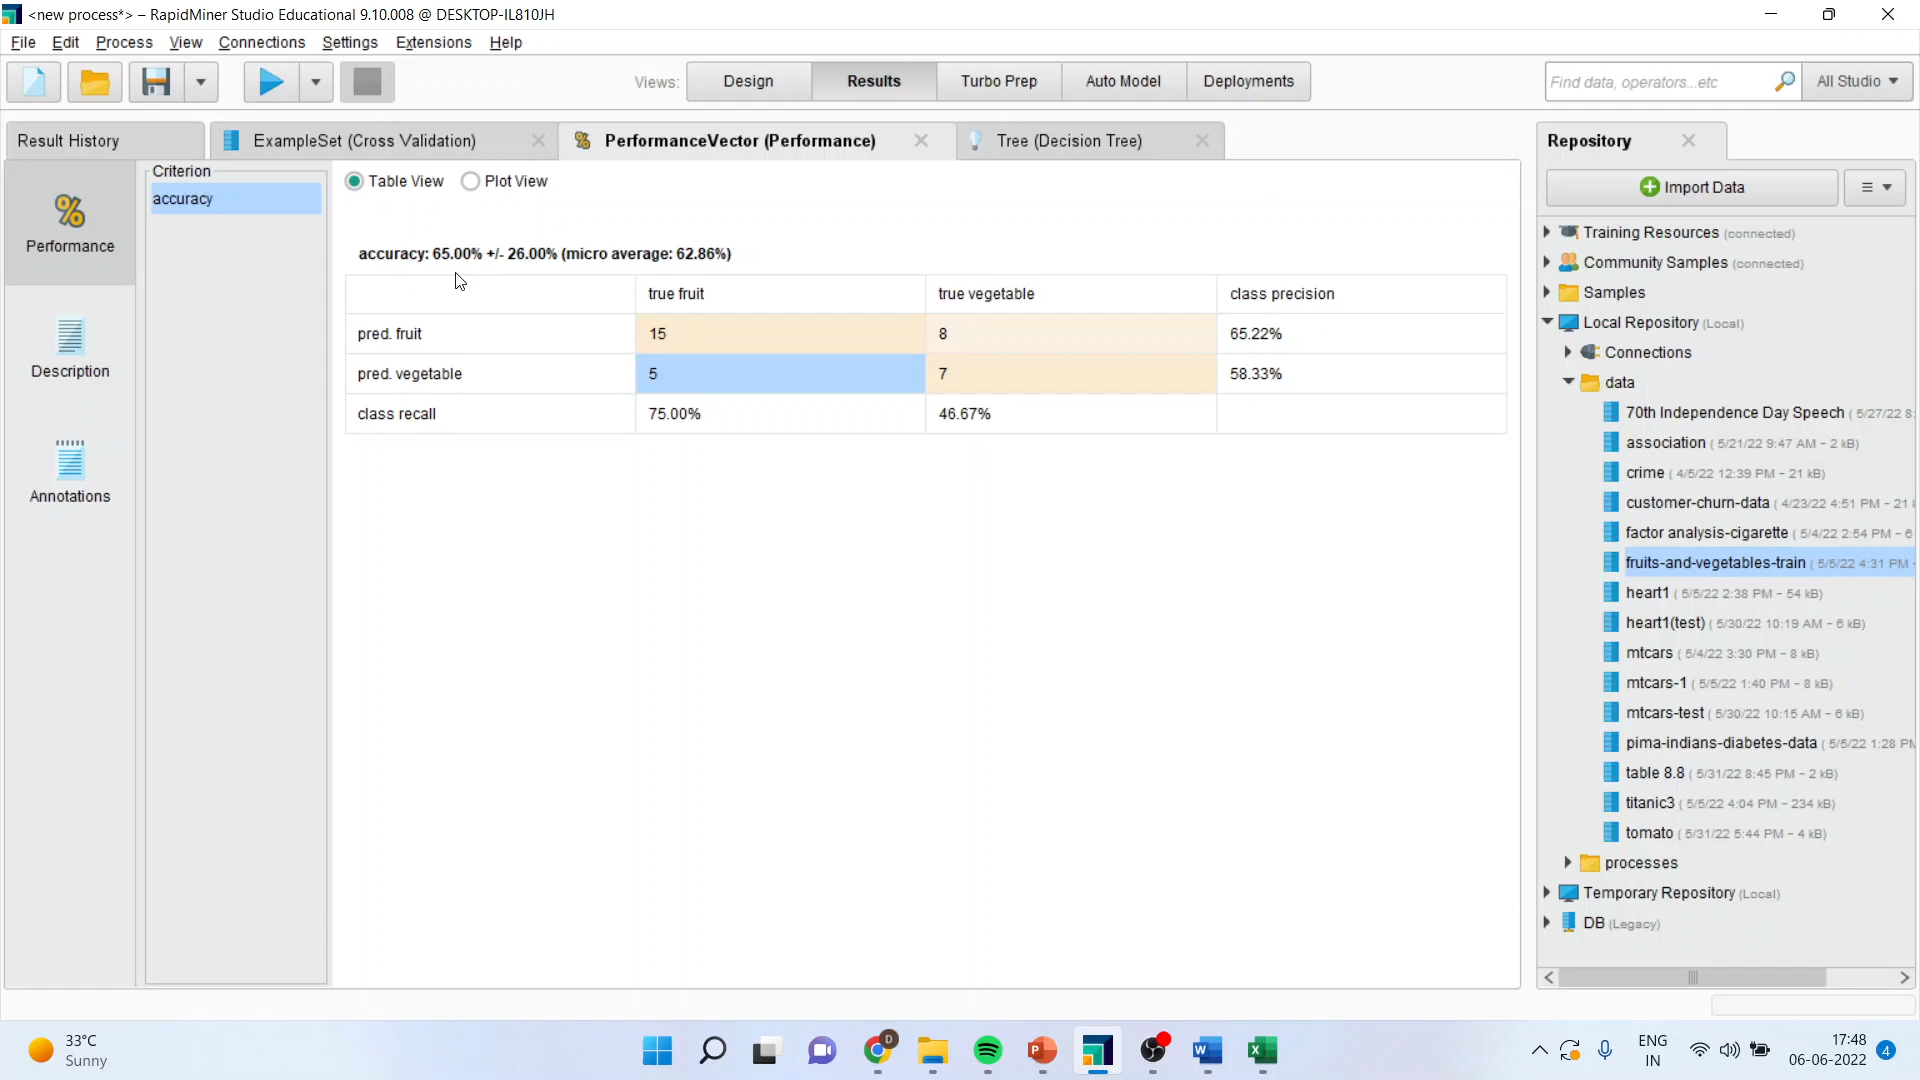 <new process*> – RapidMiner Studio Educational 9.10.008 @ DESKTOP-IL810JH
File Edit Process View Connections Settings Extensions Help
Views: Design Results Turbo Prep Auto Model Deployments Find data, operators...etc All Studio
Result History ExampleSet (Cross Validation) PerformanceVector (Performance) Tree (Decision Tree) Repository
Criterion
accuracy
Performance
Description
Annotations
Table View Plot View
accuracy: 65.00% +/- 26.00% (micro average: 62.86%)
true fruit true vegetable class precision
pred. fruit 15 8 65.22%
pred. vegetable 5 7 58.33%
class recall 75.00% 46.67%
Import Data
Training Resources (connected)
Community Samples (connected)
Samples
Local Repository (Local)
Connections
data
70th Independence Day Speech ( 5/27/22 8:
association ( 5/21/22 9:47 AM – 2 kB)
crime ( 4/5/22 12:39 PM – 21 kB)
customer-churn-data ( 4/23/22 4:51 PM – 21
factor analysis-cigarette ( 5/4/22 2:54 PM – 6
fruits-and-vegetables-train ( 5/5/22 4:31 PM -
heart1 ( 5/5/22 2:38 PM – 54 kB)
heart1(test) ( 5/30/22 10:19 AM – 6 kB)
mtcars ( 5/4/22 3:30 PM – 8 kB)
mtcars-1 ( 5/5/22 1:40 PM – 8 kB)
mtcars-test ( 5/30/22 10:15 AM – 6 kB)
pima-indians-diabetes-data ( 5/5/22 1:28 PM
table 8.8 ( 5/31/22 8:45 PM – 2 kB)
titanic3 ( 5/5/22 4:04 PM – 234 kB)
tomato ( 5/31/22 5:44 PM – 4 kB)
processes
Temporary Repository (Local)
DB (Legacy)
33°C
Sunny
D
ENG
IN
17:48
06-06-2022
4